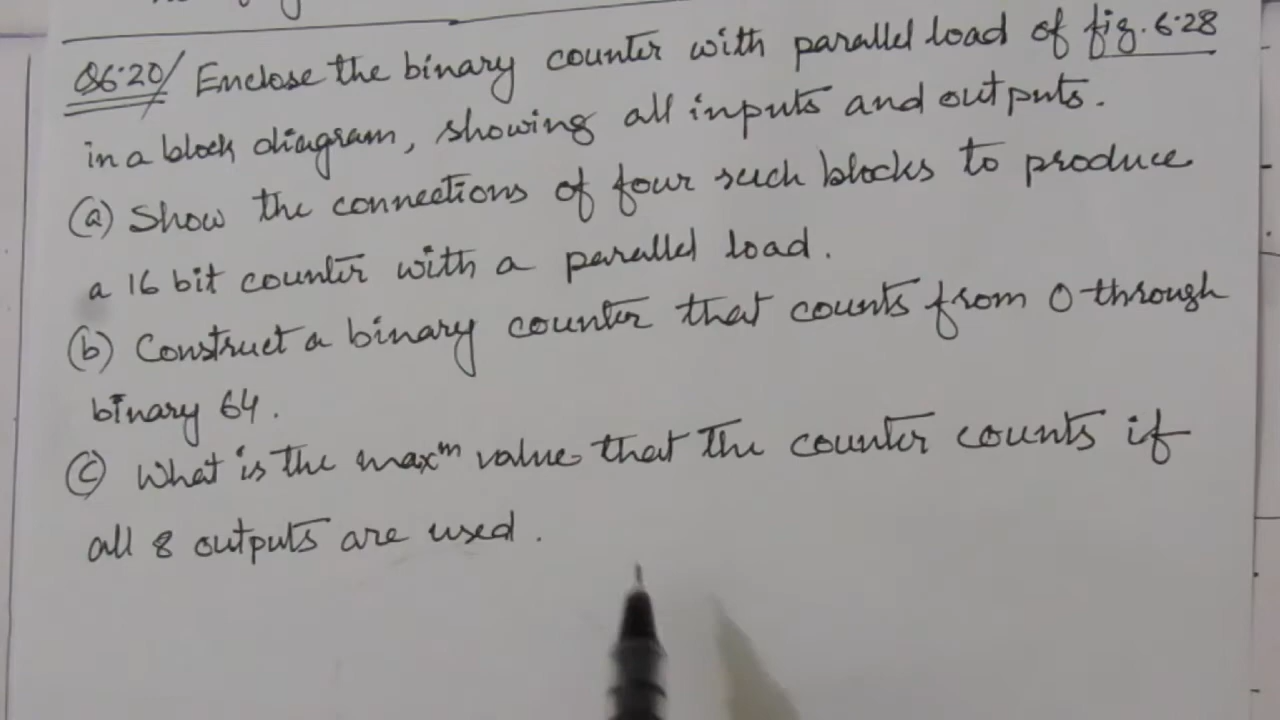 Q6.20/ Enclose the binary counter with parallel load of fig. 6.28
in a block diagram, showing all inputs and outputs.
(a) Show the connections of four such blocks to produce
a 16 bit counter with a parallel load.
(b) Construct a binary counter that counts from 0 through
binary 64.
(c) What is the maxm value that the counter counts if
all 8 outputs are used.